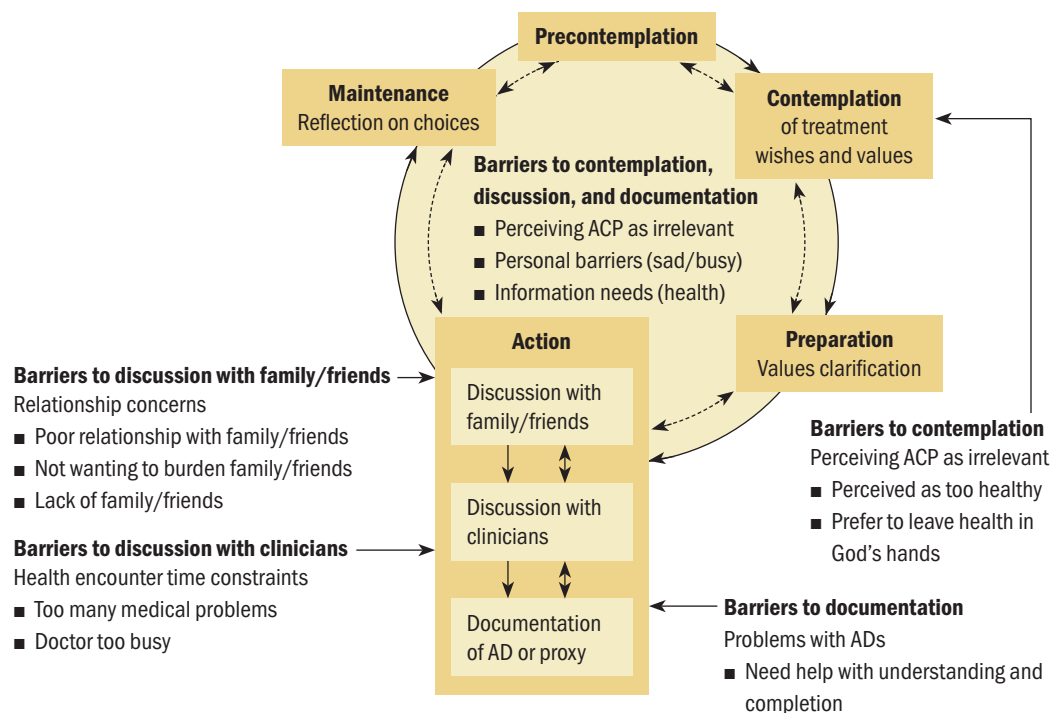 Precontemplation
Maintenance
Reflection on choices
Contemplation
of treatment
wishes and values
Barriers to contemplation,
discussion, and documentation
■ Perceiving ACP as irrelevant
■ Personal barriers (sad/busy)
■ Information needs (health)
Preparation
Values clarification
Action
Discussion with
family/friends
Discussion with
clinicians
Documentation
of AD or proxy
Barriers to discussion with family/friends
Relationship concerns
■ Poor relationship with family/friends
■ Not wanting to burden family/friends
■ Lack of family/friends
Barriers to discussion with clinicians
Health encounter time constraints
■ Too many medical problems
■ Doctor too busy
Barriers to contemplation
Perceiving ACP as irrelevant
■ Perceived as too healthy
■ Prefer to leave health in
God’s hands
Barriers to documentation
Problems with ADs
■ Need help with understanding and
completion